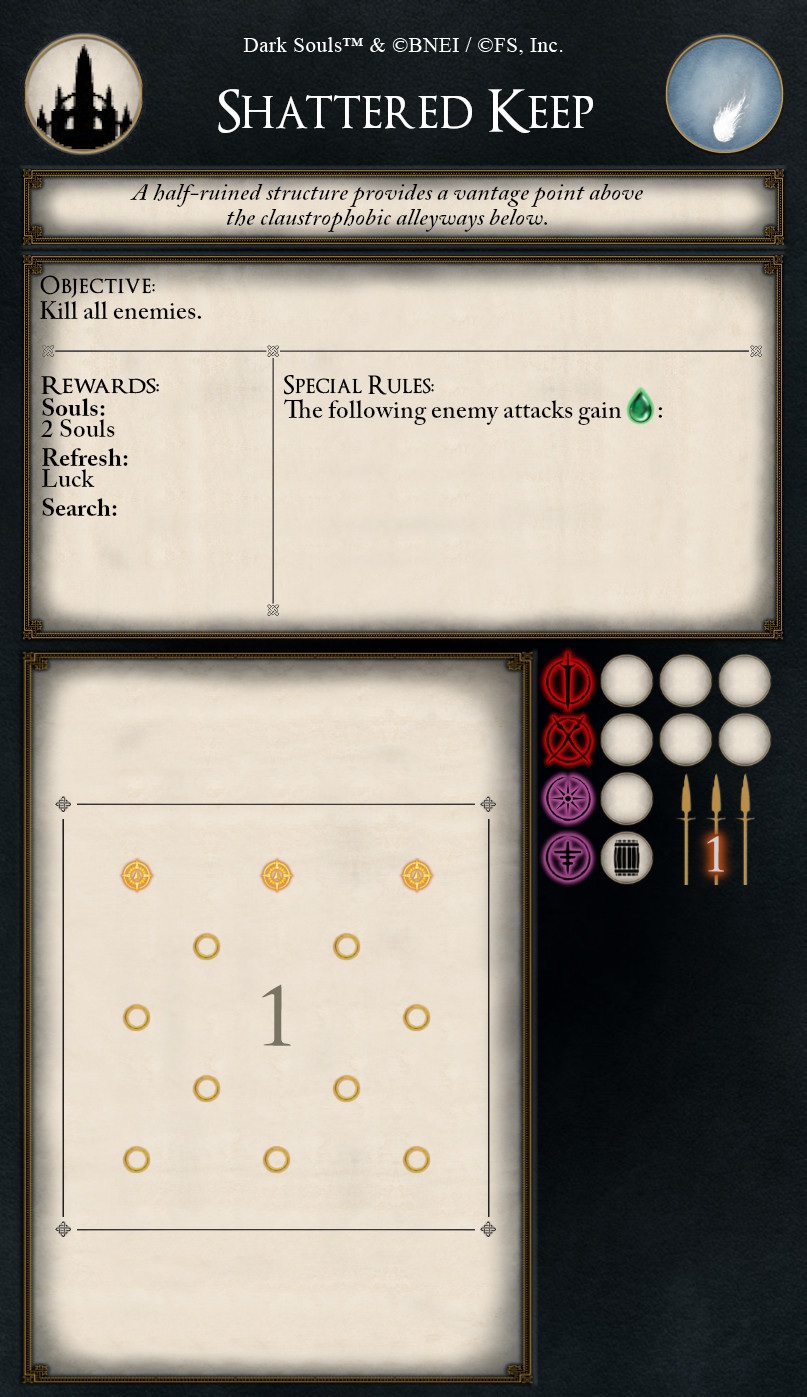 Dark Souls™ & ©BNEI / ©FS, Inc.
Shattered Keep
A half-ruined structure provides a vantage point above
the claustrophobic alleyways below.
Objective:
Kill all enemies.
Rewards:
Souls:
2 Souls
Refresh:
Luck
Search:
Special Rules:
The following enemy attacks gain :
1
1